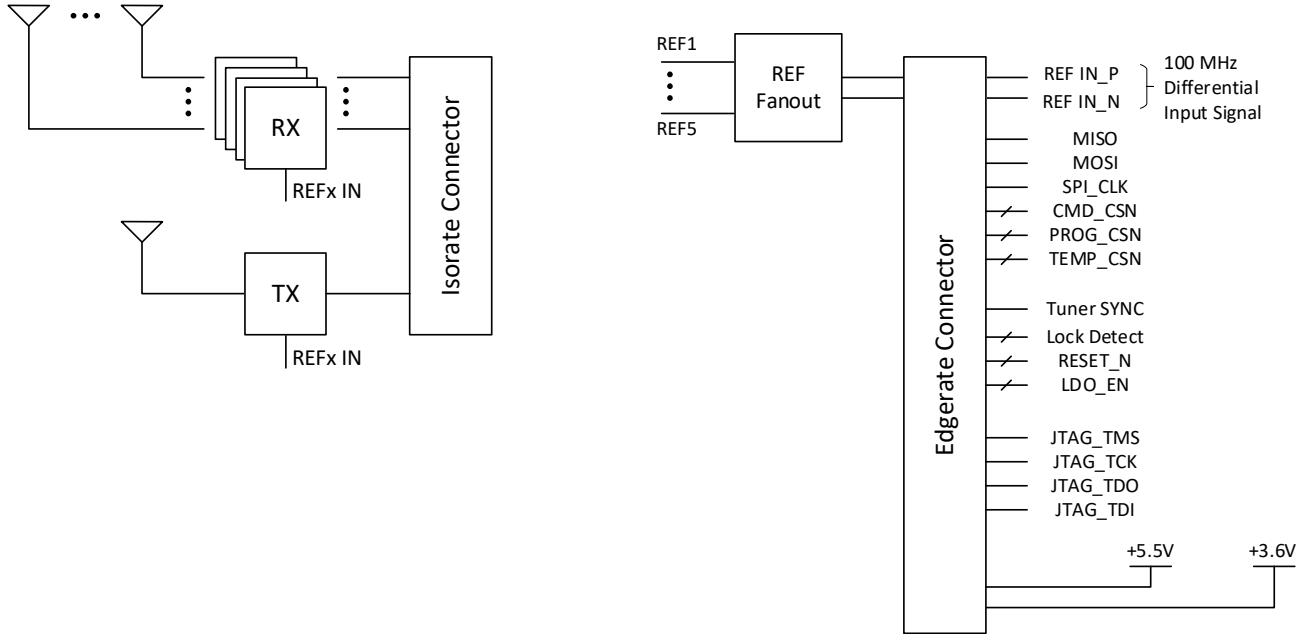 RX
REFx IN
TX
REFx IN
Isorate Connector
REF1
REF5
REF
Fanout
Edgerate Connector
REF IN_P
REF IN_N
100 MHz
Differential
Input Signal
MISO
MOSI
SPI_CLK
CMD_CSN
PROG_CSN
TEMP_CSN
Tuner SYNC
Lock Detect
RESET_N
LDO_EN
JTAG_TMS
JTAG_TCK
JTAG_TDO
JTAG_TDI
+5.5V
+3.6V